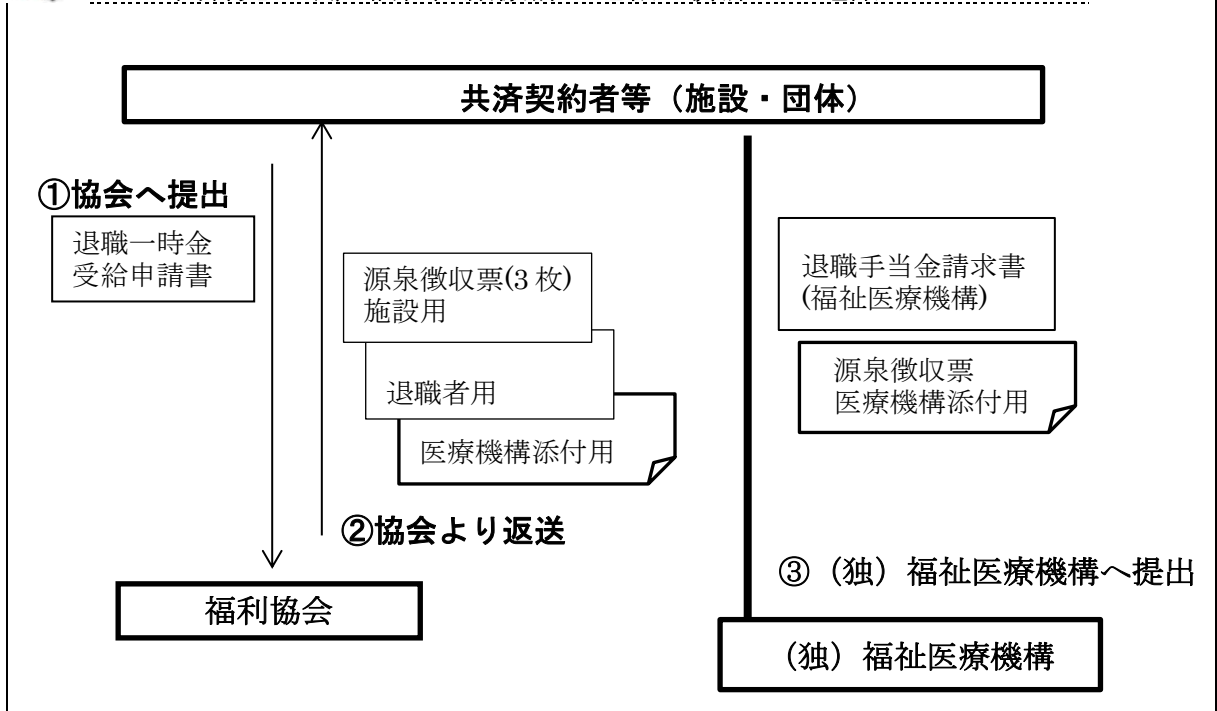 共済契約者等（施設・団体）
①協会へ提出
退職一時金
受給申請書
源泉徴収票(3 枚)
施設用
退職者用
医療機構添付用
②協会より返送
福利協会
退職手当金請求書
(福祉医療機構)
源泉徴収票
医療機構添付用
③（独）福祉医療機構へ提出
（独）福祉医療機構